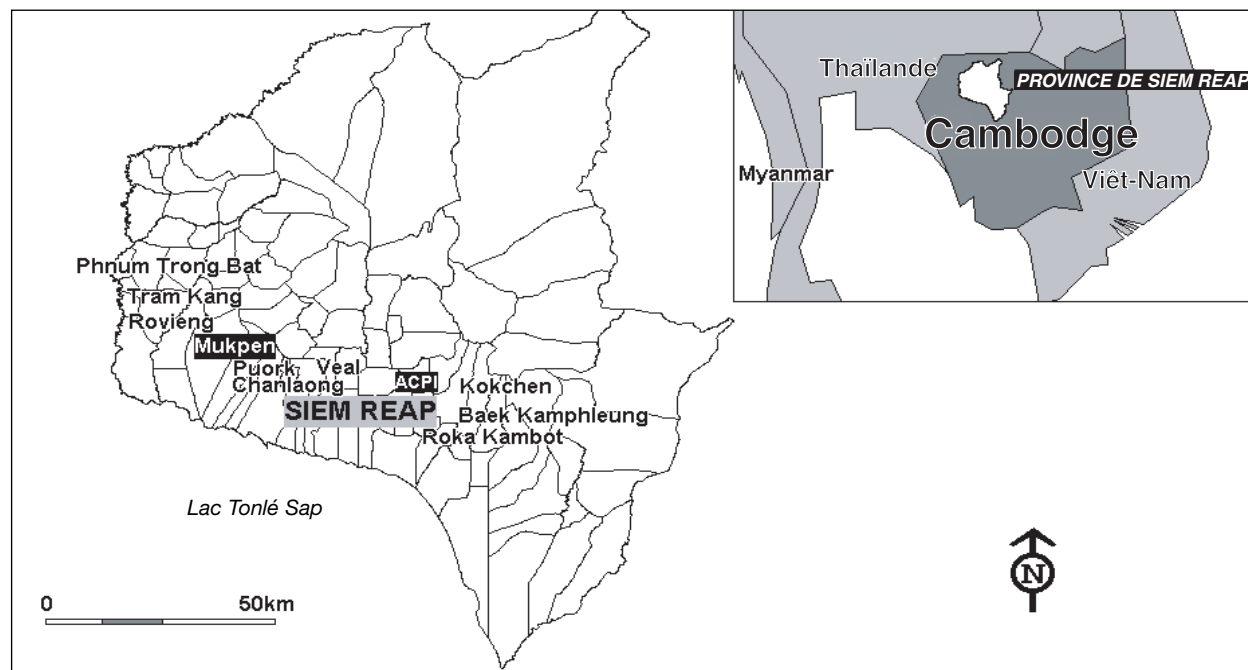 Thaïlande
PROVINCE DE SIEM REAP
Cambodge
Myanmar
Viêt-Nam
Phnum Trong Bat
Tram Kang
Rovieng
Mukpen
Puork
Veal
Chanlaong
ACPI
Kokchen
SIEM REAP
Baek Kamphleung
Roka Kambot
Lac Tonlé Sap
0 50km
N